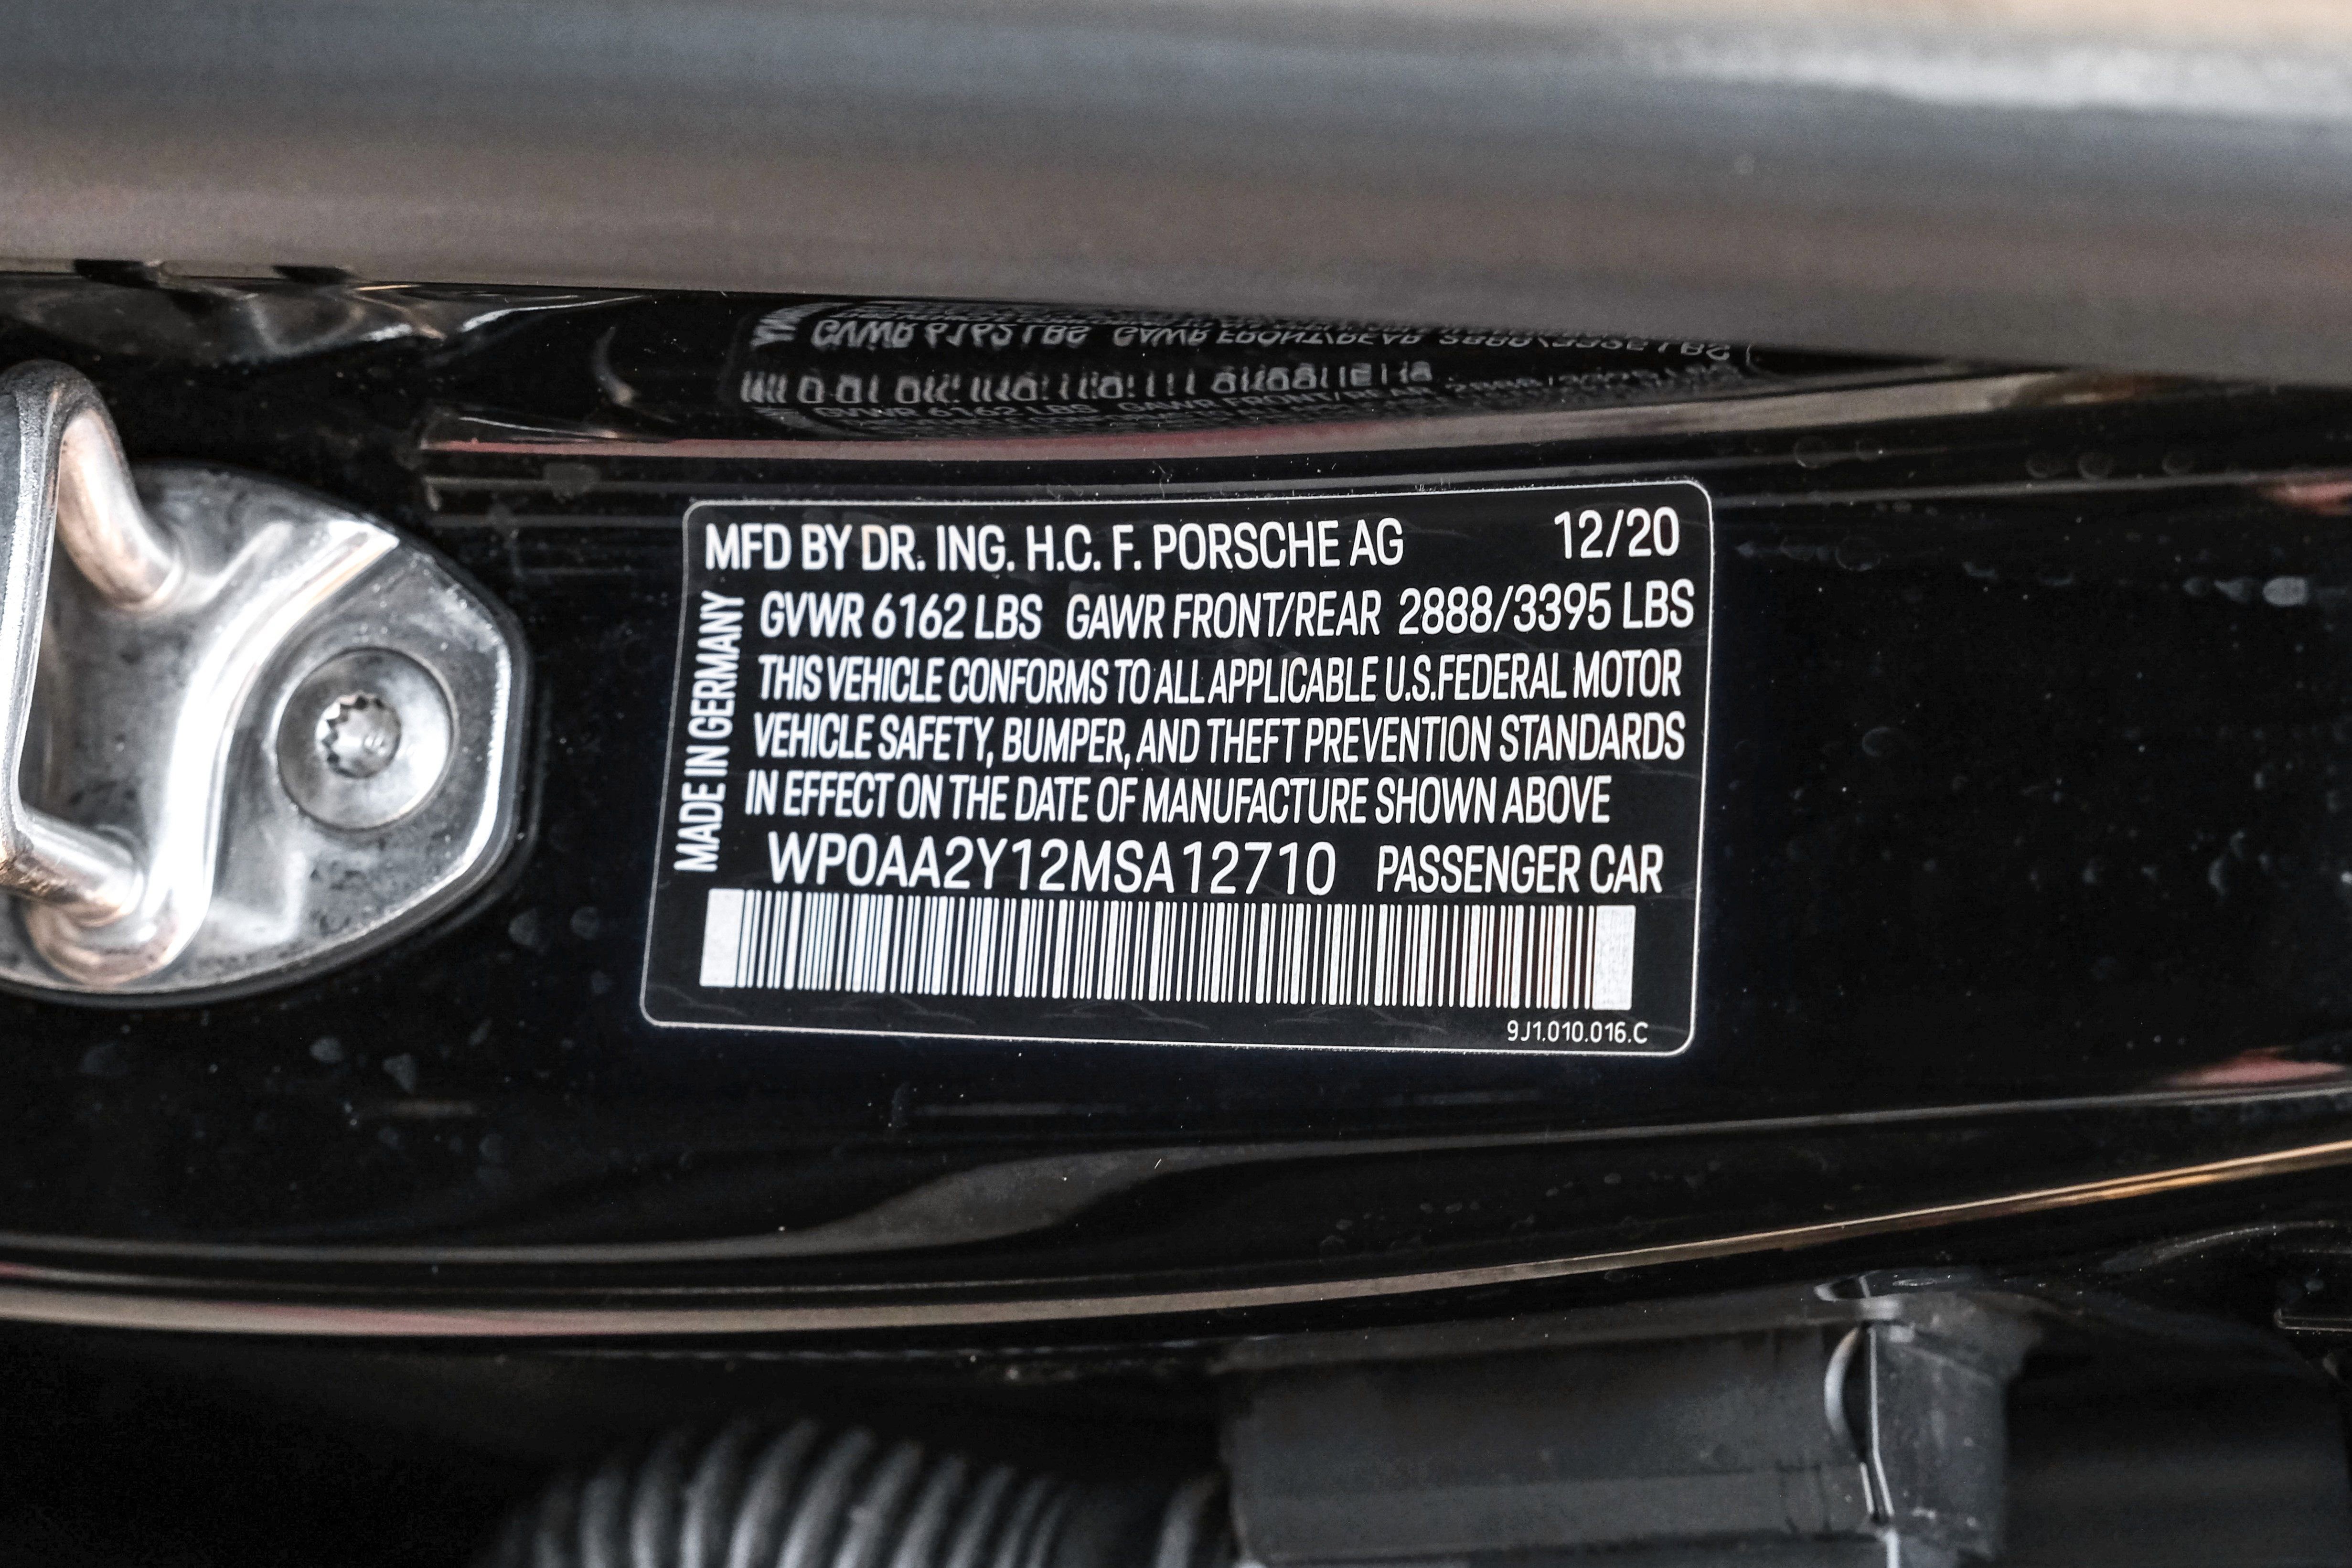 MFD BY DR. ING. H.C. F. PORSCHE AG 12/20
GVWR 6162 LBS GAWR FRONT/REAR 2888/3395 LBS
THIS VEHICLE CONFORMS TO ALL APPLICABLE U.S.FEDERAL MOTOR
VEHICLE SAFETY, BUMPER, AND THEFT PREVENTION STANDARDS
IN EFFECT ON THE DATE OF MANUFACTURE SHOWN ABOVE
WP0AA2Y12MSA12710 PASSENGER CAR
9J1.010.016.C
MADE IN GERMANY